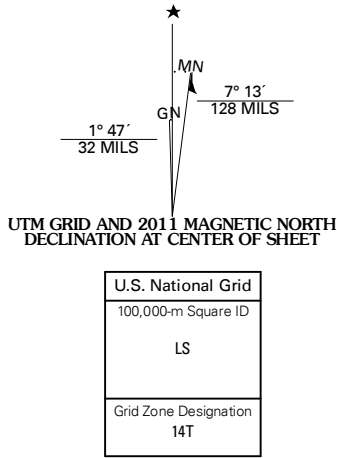 ★
MN
GN
7° 13´
128 MILS
1° 47´
32 MILS
UTM GRID AND 2011 MAGNETIC NORTH
DECLINATION AT CENTER OF SHEET
U.S. National Grid
100,000-m Square ID
LS
Grid Zone Designation
14T